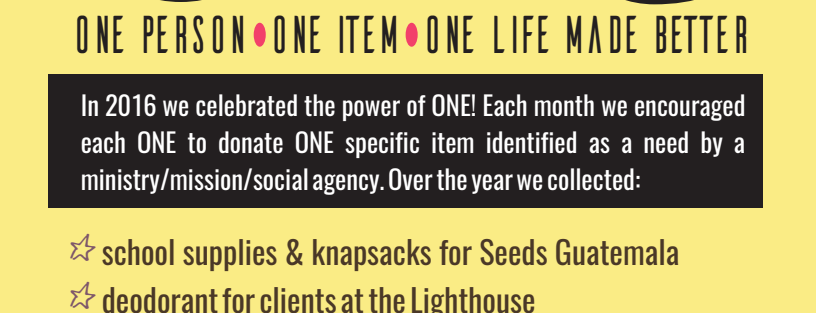 ONE PERSON•ONE ITEM•ONE LIFE MADE BETTER
In 2016 we celebrated the power of ONE! Each month we encouraged
each ONE to donate ONE specific item identified as a need by a
ministry/mission/social agency. Over the year we collected:
school supplies & knapsacks for Seeds Guatemala
deodorant for clients at the Lighthouse